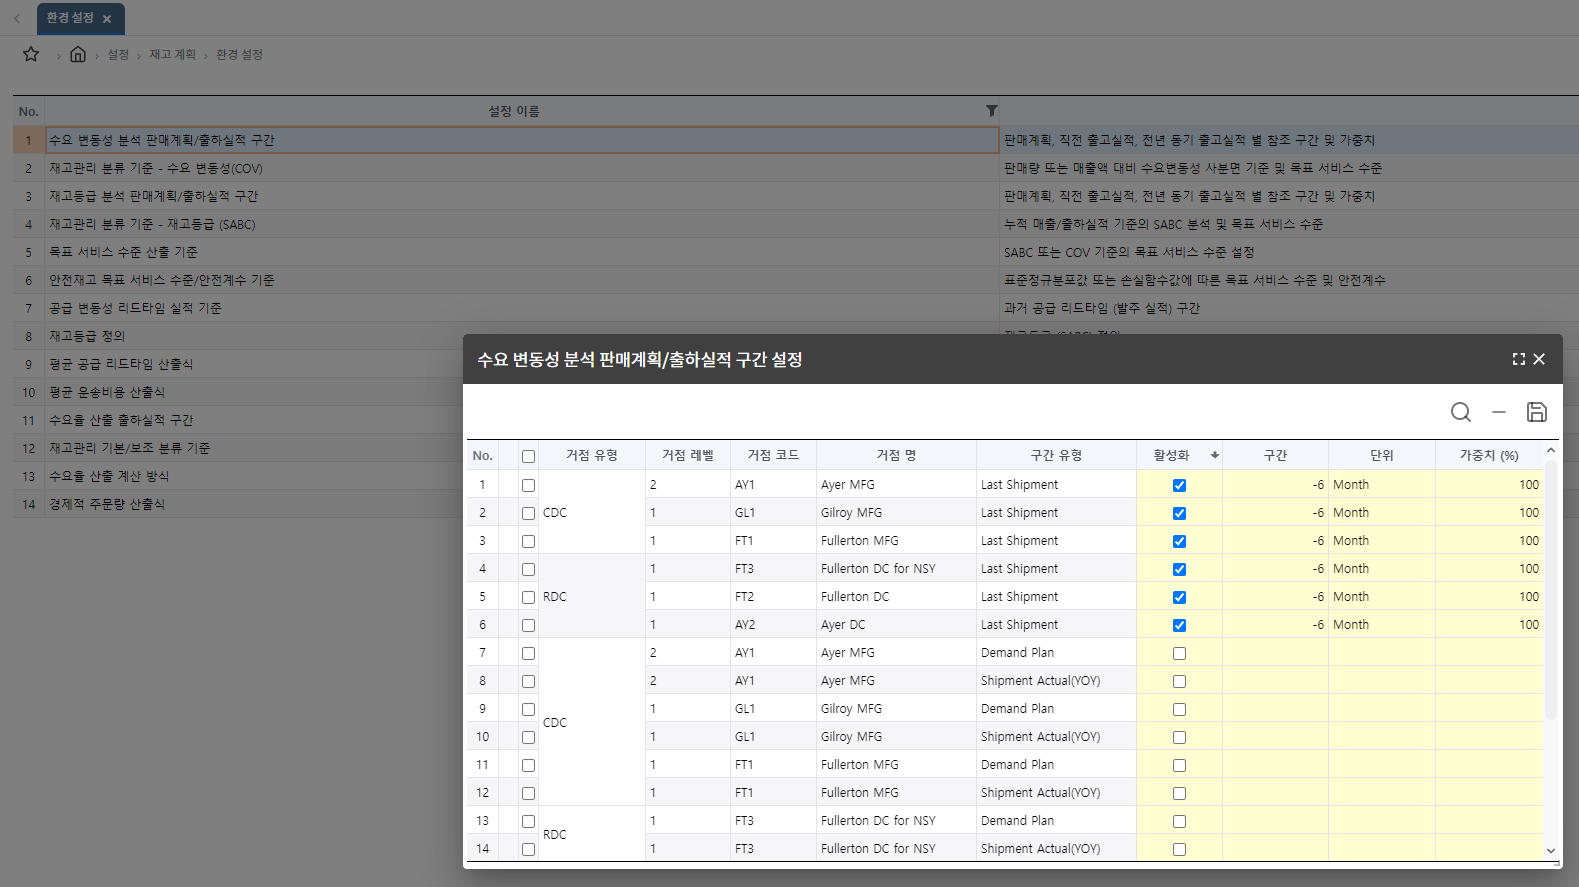 환경 설정
설정 › 재고 계획 › 환경 설정
No. 설정 이름
1 수요 변동성 분석 판매계획/출하실적 구간 판매계획, 직전 출고실적, 전년 동기 출고실적 별 참조 구간 및 가중치
2 재고관리 분류 기준 - 수요 변동성(COV) 판매량 또는 매출액 대비 수요변동성 사분면 기준 및 목표 서비스 수준
3 재고등급 분석 판매계획/출하실적 구간 판매계획, 직전 출고실적, 전년 동기 출고실적 별 참조 구간 및 가중치
4 재고관리 분류 기준 - 재고등급 (SABC) 누적 매출/출하실적 기준의 SABC 분석 및 목표 서비스 수준
5 목표 서비스 수준 산출 기준 SABC 또는 COV 기준의 목표 서비스 수준 설정
6 안전재고 목표 서비스 수준/안전계수 기준 표준정규분포값 또는 손실함수값에 따른 목표 서비스 수준 및 안전계수
7 공급 변동성 리드타임 실적 기준 과거 공급 리드타임 (발주 실적) 구간
8 재고등급 정의
9 평균 공급 리드타임 산출식
10 평균 운송비용 산출식
11 수요율 산출 출하실적 구간
12 재고관리 기본/보조 분류 기준
13 수요율 산출 계산 방식
14 경제적 주문량 산출식
수요 변동성 분석 판매계획/출하실적 구간 설정
No. 거점 유형 거점 레벨 거점 코드 거점 명 구간 유형 활성화 구간 단위 가중치 (%)
1 2 AY1 Ayer MFG Last Shipment -6 Month 100
2 CDC 1 GL1 Gilroy MFG Last Shipment -6 Month 100
3 1 FT1 Fullerton MFG Last Shipment -6 Month 100
4 1 FT3 Fullerton DC for NSY Last Shipment -6 Month 100
5 RDC 1 FT2 Fullerton DC Last Shipment -6 Month 100
6 1 AY2 Ayer DC Last Shipment -6 Month 100
7 2 AY1 Ayer MFG Demand Plan
8 2 AY1 Ayer MFG Shipment Actual(YOY)
9 1 GL1 Gilroy MFG Demand Plan
CDC
10 1 GL1 Gilroy MFG Shipment Actual(YOY)
11 1 FT1 Fullerton MFG Demand Plan
12 1 FT1 Fullerton MFG Shipment Actual(YOY)
13 1 FT3 Fullerton DC for NSY Demand Plan
RDC
14 1 FT3 Fullerton DC for NSY Shipment Actual(YOY)